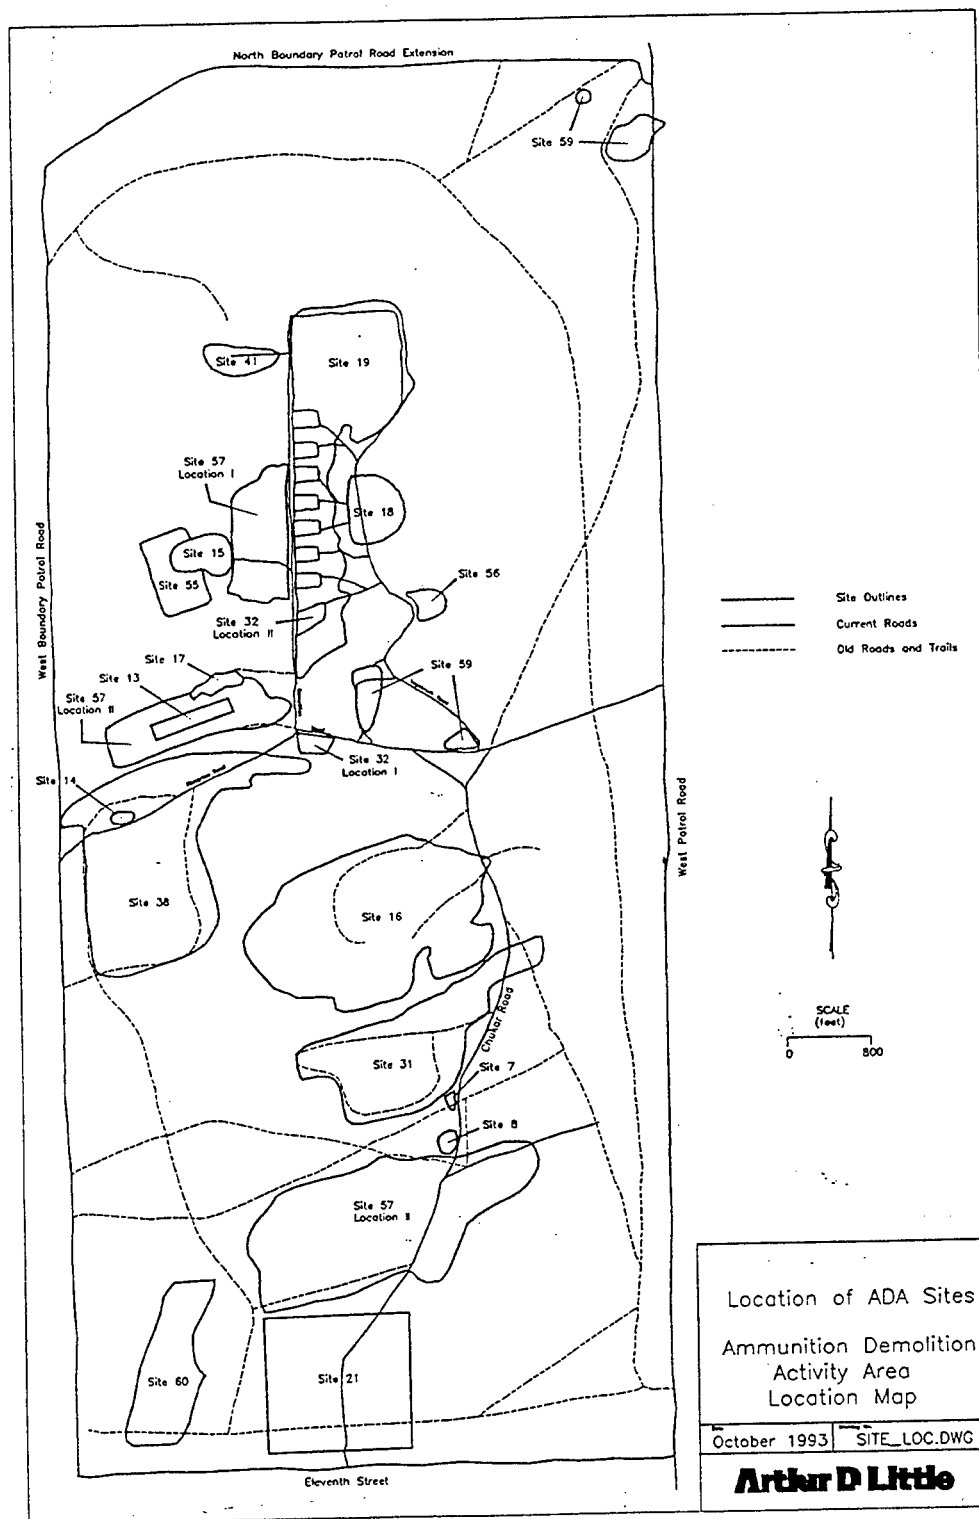 North Boundary Patrol Road Extension
Site 59
Site 41
Site 19
Site 57
Location I
Site 18
Site 15
Site 55
Site 56
Site 32
Location II
West Boundary Patrol Road
Site Outlines
Current Roads
Old Roads and Trails
Site 17
Site 59
Site 13
Site 57
Location II
Site 32
Location I
Site 14
West Patrol Road
Site 38
Site 16
Chukar Road
SCALE
(feet)
0 800
Site 31
Site 7
Site 8
Site 57
Location II
Site 60
Site 21
Eleventh Street
Location of ADA Sites
Ammunition Demolition
Activity Area
Location Map
October 1993
SITE_LOC.DWG
Arthur D Little